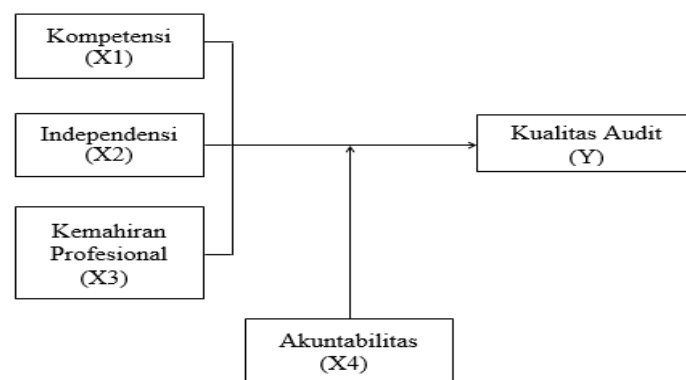 Kompetensi
(X1)
Independensi
(X2)
Kemahiran
Profesional
(X3)
Kualitas Audit
(Y)
Akuntabilitas
(X4)